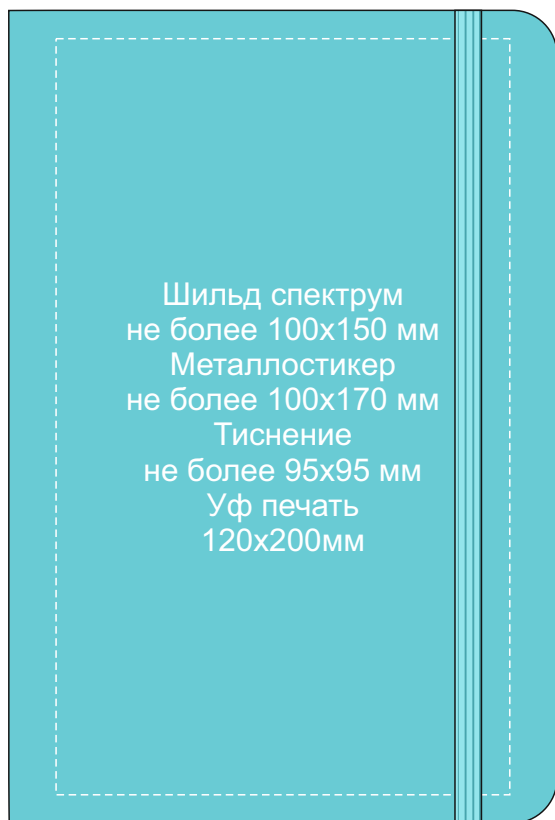 Шильд спектрум
не более 100х150 мм
Металлостикер
не более 100х170 мм
Тиснение
не более 95х95 мм
Уф печать
120х200мм